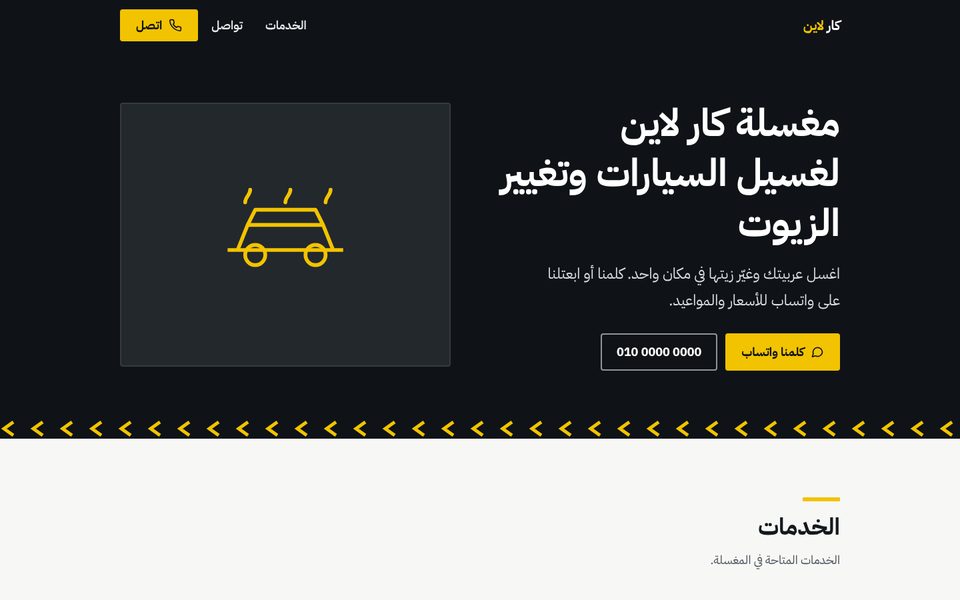 كار لاين
الخدمات
تواصل
اتصل
مغسلة كار لاين
لغسيل السيارات وتغيير
الزيوت
اغسل عربيتك وغيّر زيتها في مكان واحد. كلمنا أو ابعتلنا
على واتساب للأسعار والمواعيد.
كلمنا واتساب
010 0000 0000
الخدمات
الخدمات المتاحة في المغسلة.